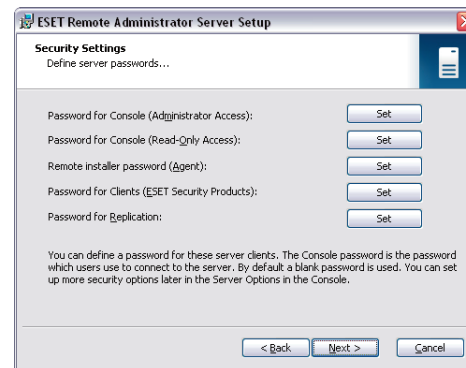 ESET Remote Administrator Server Setup
Security Settings
Define server passwords...
Password for Console (Administrator Access):
Set
Password for Console (Read-Only Access):
Set
Remote installer password (Agent):
Set
Password for Clients (ESET Security Products):
Set
Password for Replication:
Set
You can define a password for these server clients. The Console password is the password
which users use to connect to the server. By default a blank password is used. You can set
up more security options later in the Server Options in the Console.
< Back
Next >
Cancel